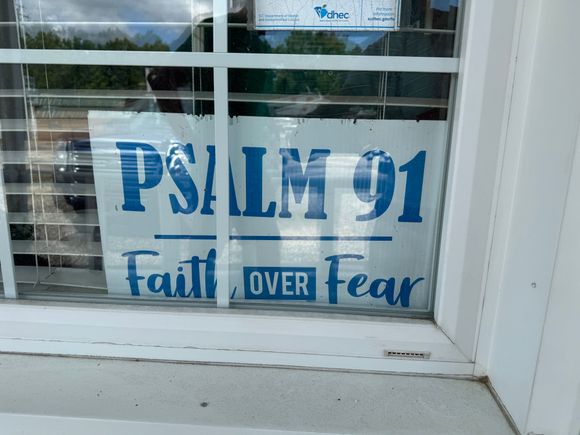 dhec
PSALM 91
Faith OVER Fear